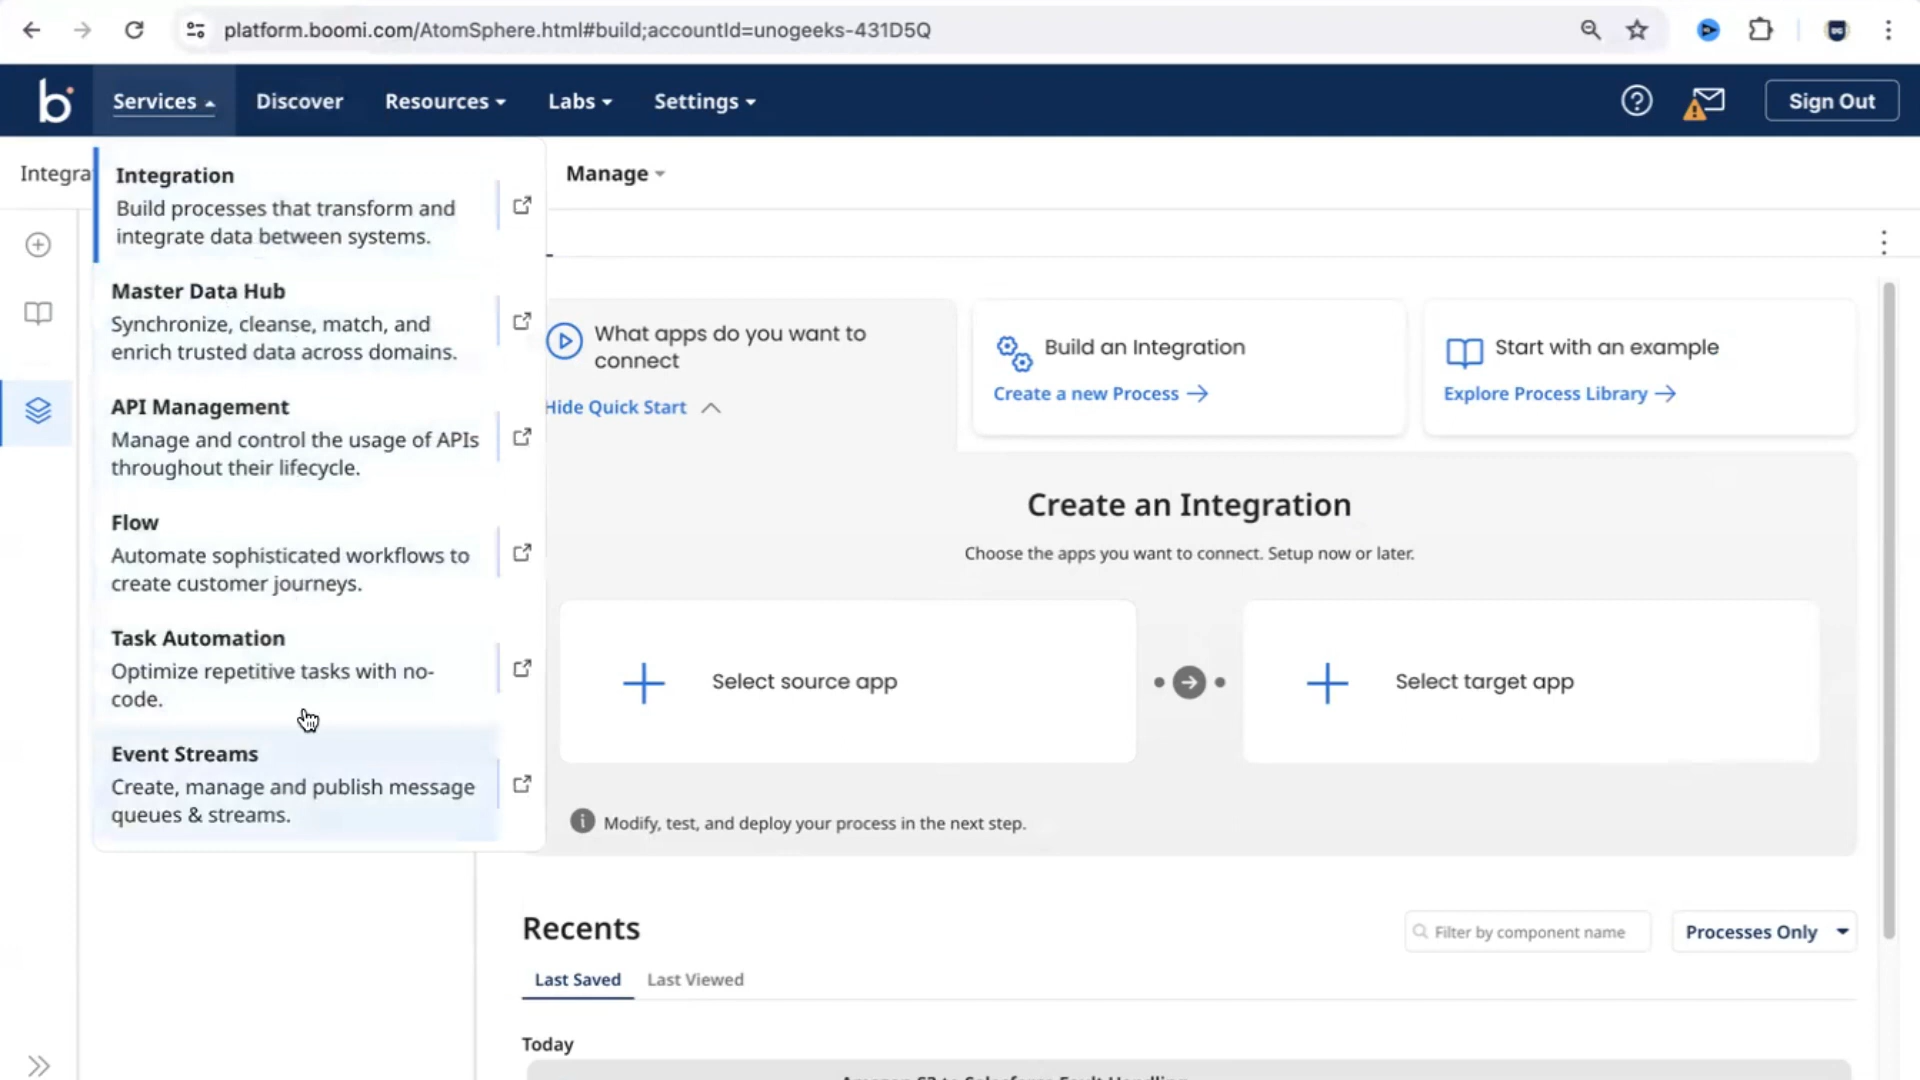 platform.boomi.com/AtomSphere.html#build;accountId=unogeeks-431D5Q
b Services Discover Resources Labs Settings Sign Out
Integra
Manage
Integration
Build processes that transform and
integrate data between systems.
Master Data Hub
Synchronize, cleanse, match, and
enrich trusted data across domains.
API Management
Manage and control the usage of APIs
throughout their lifecycle.
Flow
Automate sophisticated workflows to
create customer journeys.
Task Automation
Optimize repetitive tasks with no-
code.
Event Streams
Create, manage and publish message
queues & streams.
What apps do you want to
connect
Hide Quick Start
Build an Integration
Create a new Process
Start with an example
Explore Process Library
Create an Integration
Choose the apps you want to connect. Setup now or later.
Select source app
Select target app
Modify, test, and deploy your process in the next step.
Recents
Filter by component name
Processes Only
Last Saved Last Viewed
Today
Amazon S3 to Salesforce Fault Handling